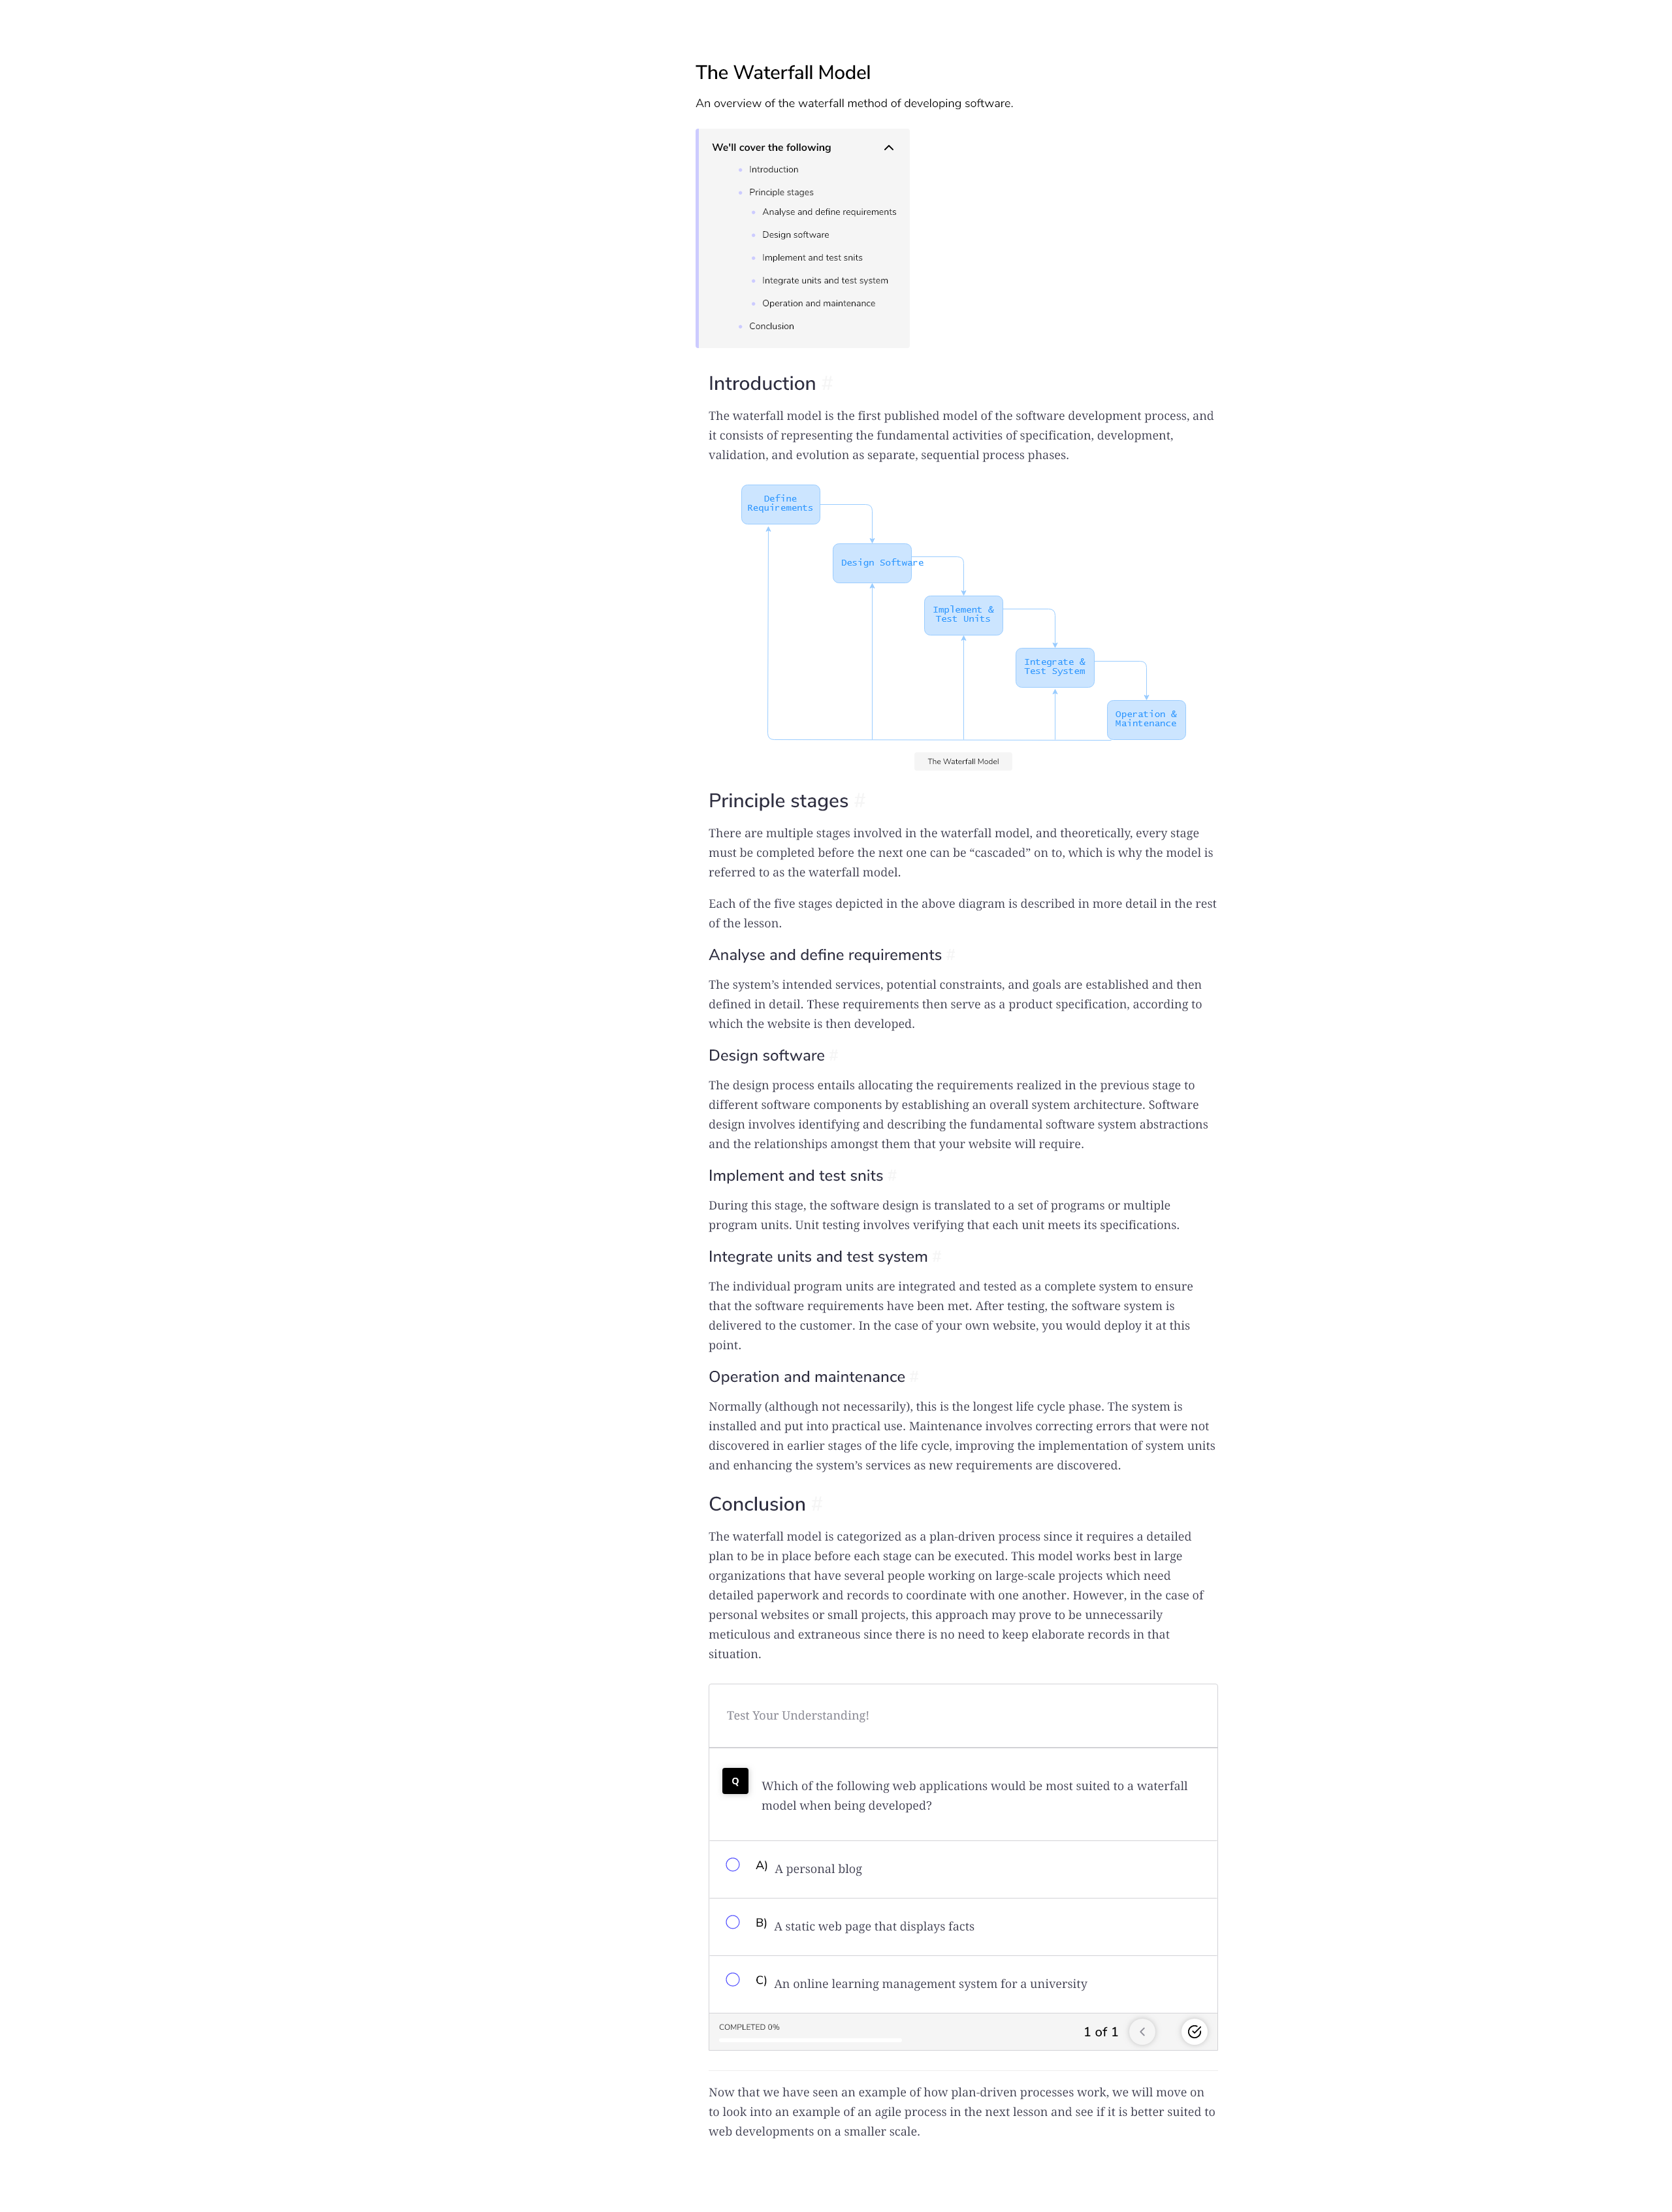 The Waterfall Model
An overview of the waterfall method of developing software.
We'll cover the following
Introduction
Principle stages
Analyse and define requirements
Design software
Implement and test snits
Integrate units and test system
Operation and maintenance
Conclusion
Introduction #
The waterfall model is the first published model of the software development process, and
it consists of representing the fundamental activities of specification, development,
validation, and evolution as separate, sequential process phases.
Define
Requirements
Design Software
Implement &
Test Units
Integrate &
Test System
Operation &
Maintenance
The Waterfall Model
Principle stages #
There are multiple stages involved in the waterfall model, and theoretically, every stage
must be completed before the next one can be “cascaded” on to, which is why the model is
referred to as the waterfall model.
Each of the five stages depicted in the above diagram is described in more detail in the rest
of the lesson.
Analyse and define requirements #
The system’s intended services, potential constraints, and goals are established and then
defined in detail. These requirements then serve as a product specification, according to
which the website is then developed.
Design software #
The design process entails allocating the requirements realized in the previous stage to
different software components by establishing an overall system architecture. Software
design involves identifying and describing the fundamental software system abstractions
and the relationships amongst them that your website will require.
Implement and test snits #
During this stage, the software design is translated to a set of programs or multiple
program units. Unit testing involves verifying that each unit meets its specifications.
Integrate units and test system #
The individual program units are integrated and tested as a complete system to ensure
that the software requirements have been met. After testing, the software system is
delivered to the customer. In the case of your own website, you would deploy it at this
point.
Operation and maintenance #
Normally (although not necessarily), this is the longest life cycle phase. The system is
installed and put into practical use. Maintenance involves correcting errors that were not
discovered in earlier stages of the life cycle, improving the implementation of system units
and enhancing the system’s services as new requirements are discovered.
Conclusion #
The waterfall model is categorized as a plan-driven process since it requires a detailed
plan to be in place before each stage can be executed. This model works best in large
organizations that have several people working on large-scale projects which need
detailed paperwork and records to coordinate with one another. However, in the case of
personal websites or small projects, this approach may prove to be unnecessarily
meticulous and extraneous since there is no need to keep elaborate records in that
situation.
Test Your Understanding!
Q
Which of the following web applications would be most suited to a waterfall
model when being developed?
A) A personal blog
B) A static web page that displays facts
C) An online learning management system for a university
COMPLETED 0%
1 of 1
Now that we have seen an example of how plan-driven processes work, we will move on
to look into an example of an agile process in the next lesson and see if it is better suited to
web developments on a smaller scale.